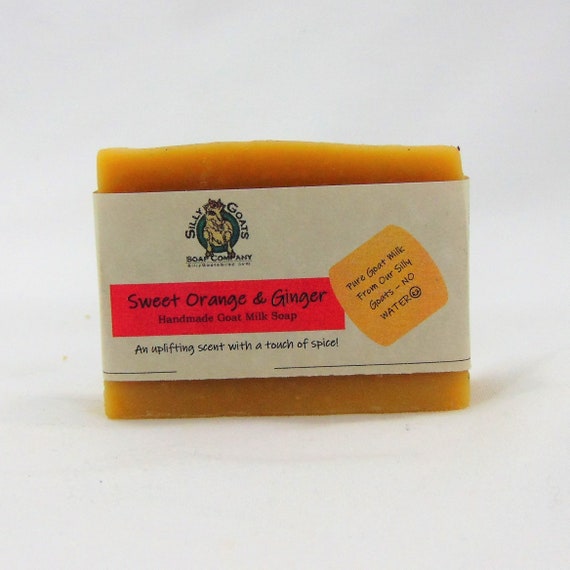 SILLY GOATS
SOAP COMPANY
Sweet Orange & Ginger
Handmade Goat Milk Soap
An uplifting scent with a touch of spice!
Pure Goat Milk
From Our Silly
Goats - NO
WATER☺